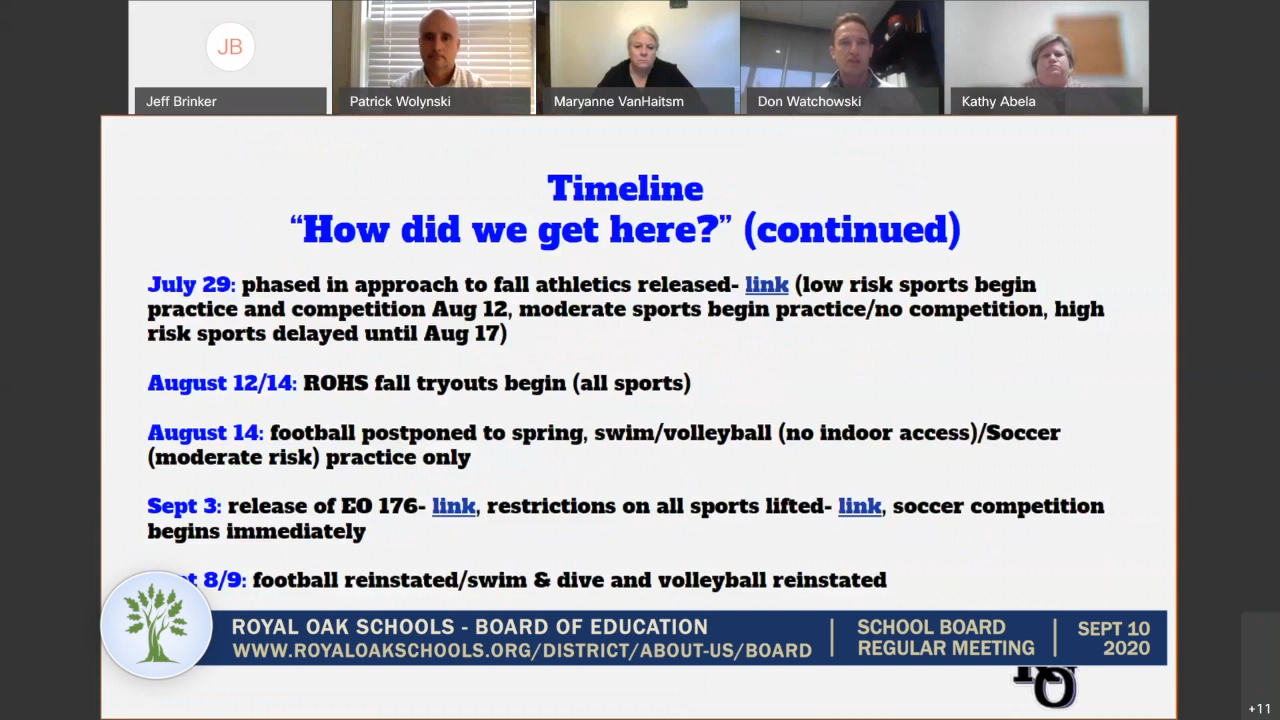 JB
Jeff Brinker
Patrick Wolynski
Maryanne VanHaitsm
Don Watchowski
Kathy Abela
Timeline
“How did we get here?” (continued)
July 29: phased in approach to fall athletics released- link (low risk sports begin
practice and competition Aug 12, moderate sports begin practice/no competition, high
risk sports delayed until Aug 17)
August 12/14: ROHS fall tryouts begin (all sports)
August 14: football postponed to spring, swim/volleyball (no indoor access)/Soccer
(moderate risk) practice only
Sept 3: release of EO 176- link, restrictions on all sports lifted- link, soccer competition
begins immediately
8/9: football reinstated/swim & dive and volleyball reinstated
ROYAL OAK SCHOOLS - BOARD OF EDUCATION
WWW.ROYALOAKSCHOOLS.ORG/DISTRICT/ABOUT-US/BOARD
SCHOOL BOARD
REGULAR MEETING
SEPT 10
2020
+11